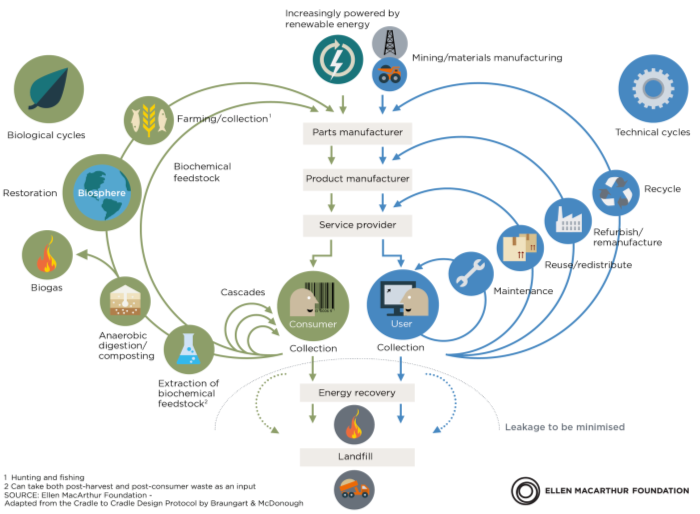 Increasingly powered by
renewable energy
Mining/materials manufacturing
Biological cycles
Farming/collection1
Parts manufacturer
Technical cycles
Biochemical
feedstock
Restoration
Biosphere
Product manufacturer
Recycle
Service provider
Refurbish/
remanufacture
Reuse/redistribute
Biogas
Cascades
Maintenance
Consumer
User
Anaerobic
digestion/
composting
Collection
Collection
Extraction of
biochemical
feedstock2
Energy recovery
Leakage to be minimised
Landfill
1 Hunting and fishing
2 Can take both post-harvest and post-consumer waste as an input
SOURCE: Ellen MacArthur Foundation -
Adapted from the Cradle to Cradle Design Protocol by Braungart & McDonough
ELLEN MACARTHUR FOUNDATION